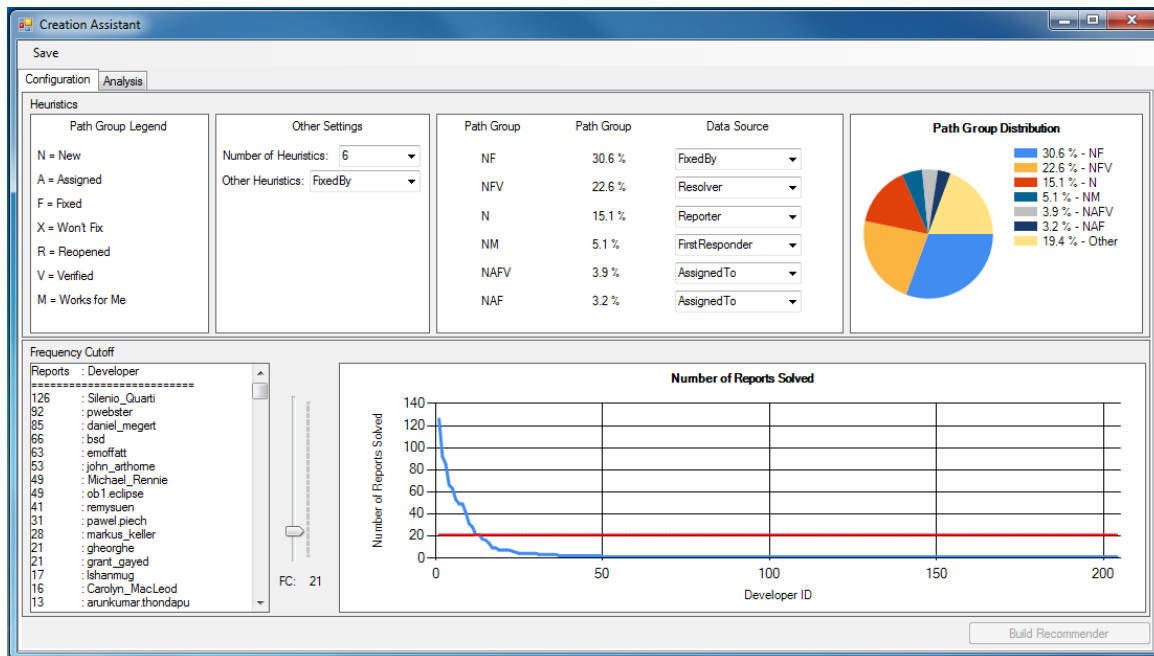 Creation Assistant
Save
Configuration Analysis
Heuristics
Path Group Legend
N = New
A = Assigned
F = Fixed
X = Won't Fix
R = Reopened
V = Verified
M = Works for Me
Other Settings
Number of Heuristics: 6
Other Heuristics: FixedBy
Path Group Path Group Data Source
NF 30.6 % FixedBy
NFV 22.6 % Resolver
N 15.1 % Reporter
NM 5.1 % FirstResponder
NAFV 3.9 % AssignedTo
NAF 3.2 % AssignedTo
Path Group Distribution
30.6 % - NF
22.6 % - NFV
15.1 % - N
5.1 % - NM
3.9 % - NAFV
3.2 % - NAF
19.4 % - Other
Frequency Cutoff
Reports : Developer
===========================
126 : Silenio_Quarti
92 : pwebster
85 : daniel_megert
66 : bsd
63 : emoffatt
53 : john_arthorne
49 : Michael_Rennie
49 : ob1.eclipse
41 : remysuen
31 : pawel.piech
28 : markus_keller
21 : gheorghe
21 : grant_gayed
17 : lshanmug
16 : Carolyn_MacLeod
13 : arunkumar.thondapu
FC: 21
Number of Reports Solved
Number of Reports Solved
140
120
100
80
60
40
20
0
0 50 100 150 200
Developer ID
Build Recommender